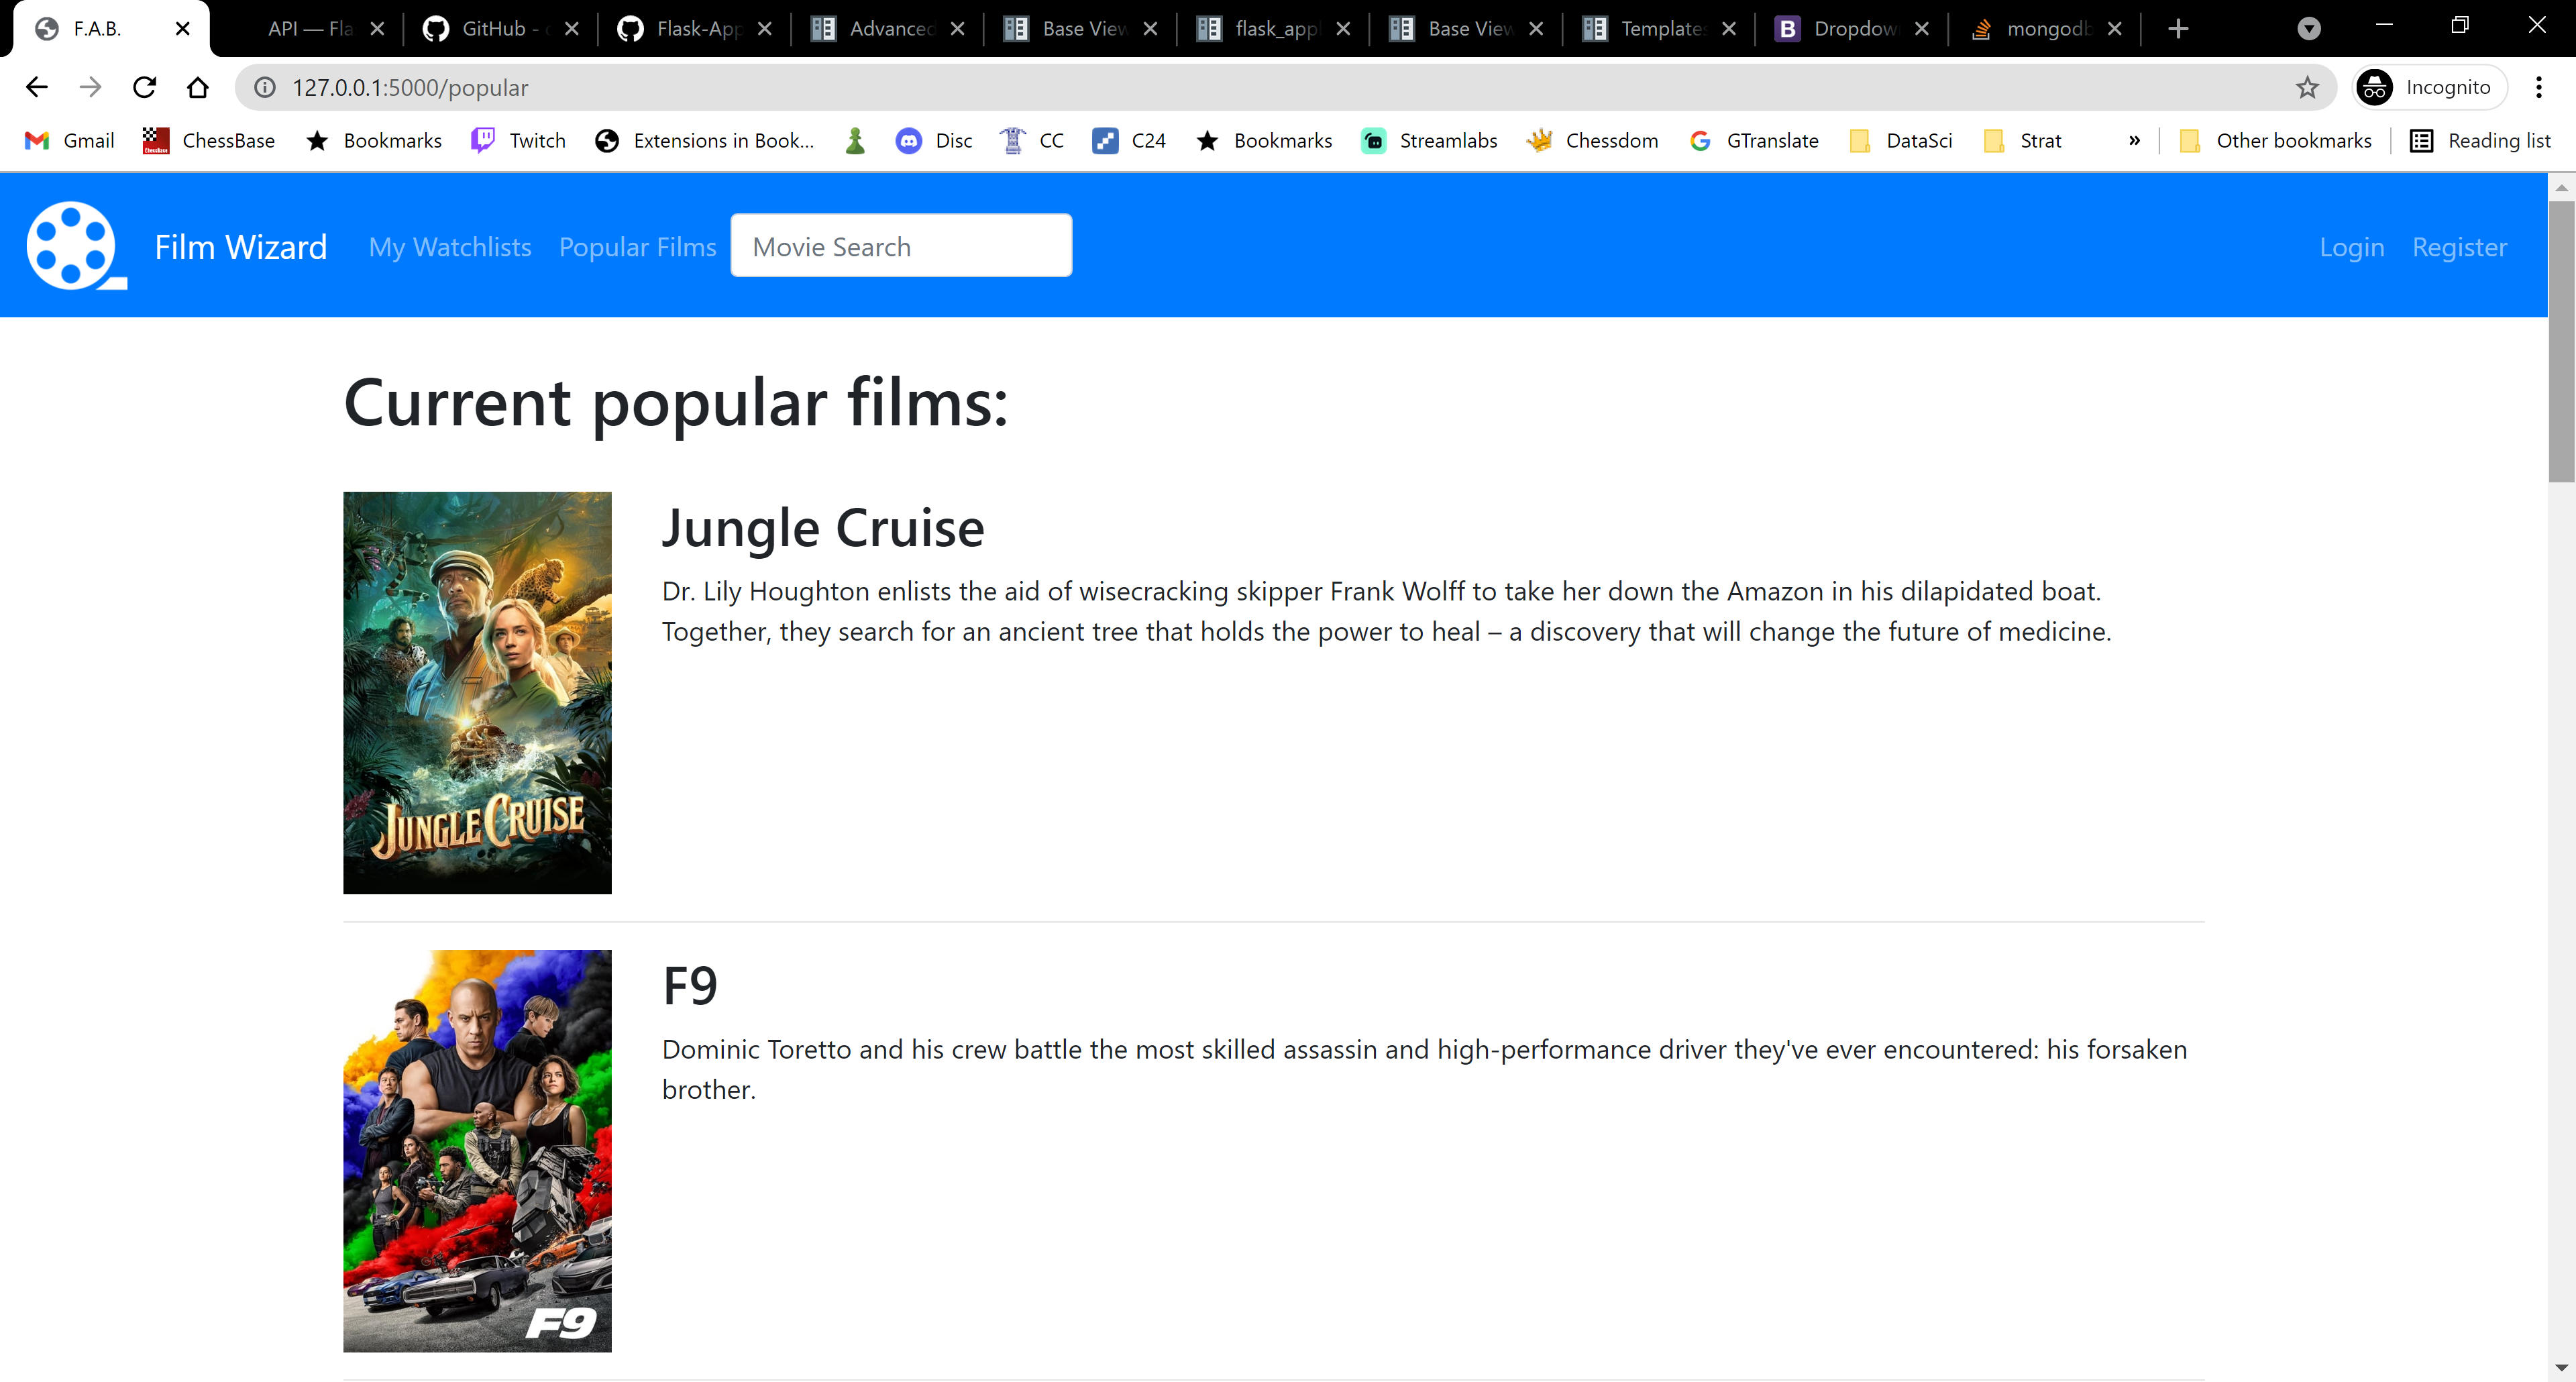 F.A.B.
API — Fla
GitHub - c
Flask-App
Advanced
Base View
flask_appl
Base View
Templates
Dropdow
mongodb
127.0.0.1:5000/popular
Incognito
Gmail
ChessBase
Bookmarks
Twitch
Extensions in Book...
Disc
CC
C24
Bookmarks
Streamlabs
Chessdom
GTranslate
DataSci
Strat
»
Other bookmarks
Reading list
Film Wizard
My Watchlists
Popular Films
Movie Search
Login
Register
Current popular films:
JUNGLE CRUISE
Jungle Cruise
Dr. Lily Houghton enlists the aid of wisecracking skipper Frank Wolff to take her down the Amazon in his dilapidated boat.
Together, they search for an ancient tree that holds the power to heal – a discovery that will change the future of medicine.
F9
F9
Dominic Toretto and his crew battle the most skilled assassin and high-performance driver they've ever encountered: his forsaken
brother.